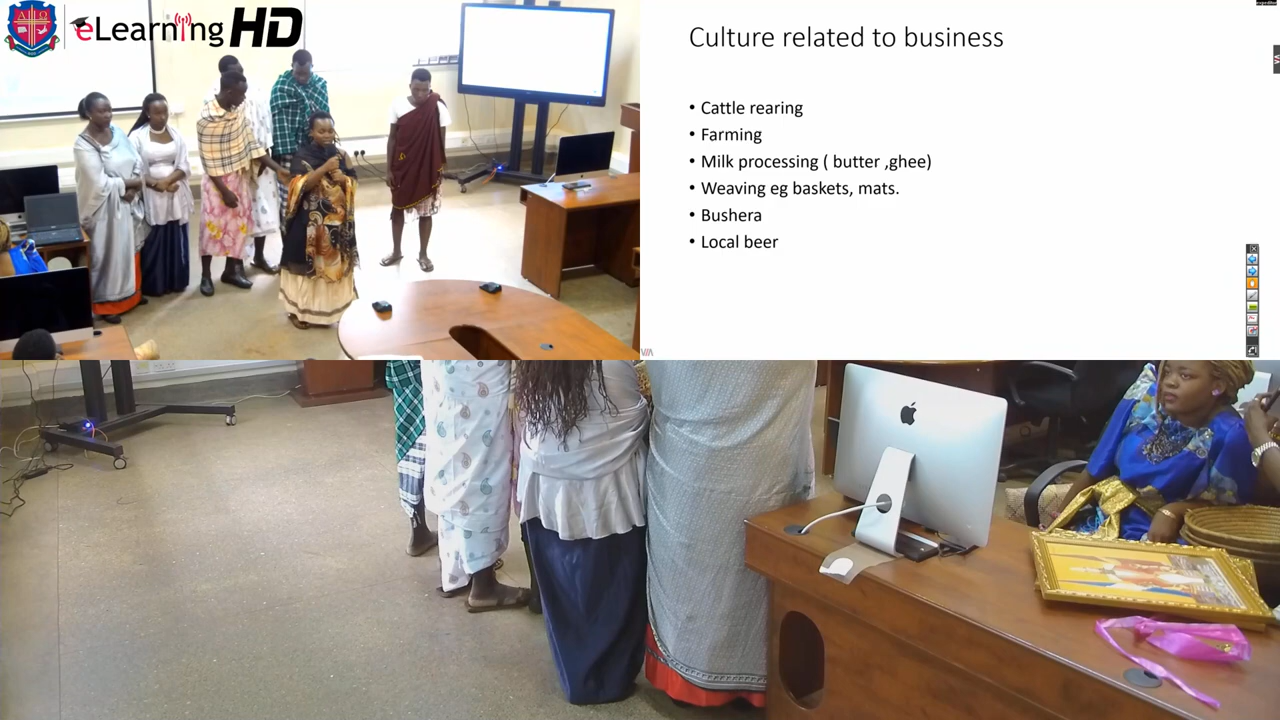 eLearning HD
Culture related to business
• Cattle rearing
• Farming
• Milk processing ( butter ,ghee)
• Weaving eg baskets, mats.
• Bushera
• Local beer